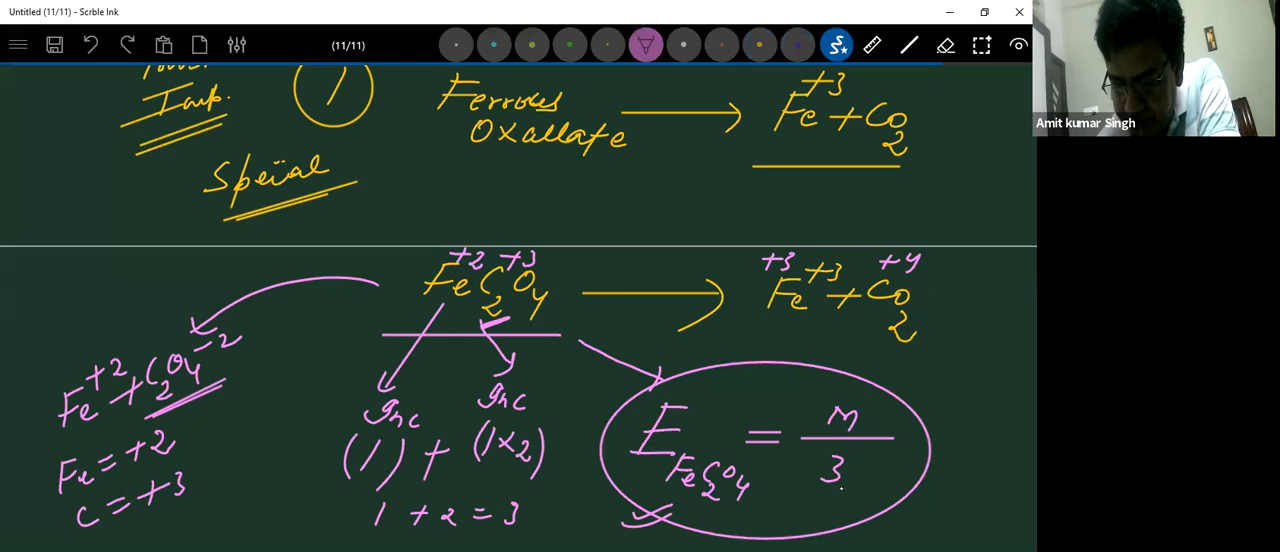 Untitled (11/11) - Scrble Ink
(11/11)
Amit kumar Singh
Imp.
1
Ferrous Oxallate ⟶ Fe⁺³ + CO₂
Special
+2 +3 +3 +4
FeC₂O₄ ⟶ Fe⁺³ + CO₂
Fe⁺² + C₂O₄⁻²
Fe = +2
C = +3
Inc Inc
(1) + (1×2)
1 + 2 = 3
E FeC₂O₄ = M/3